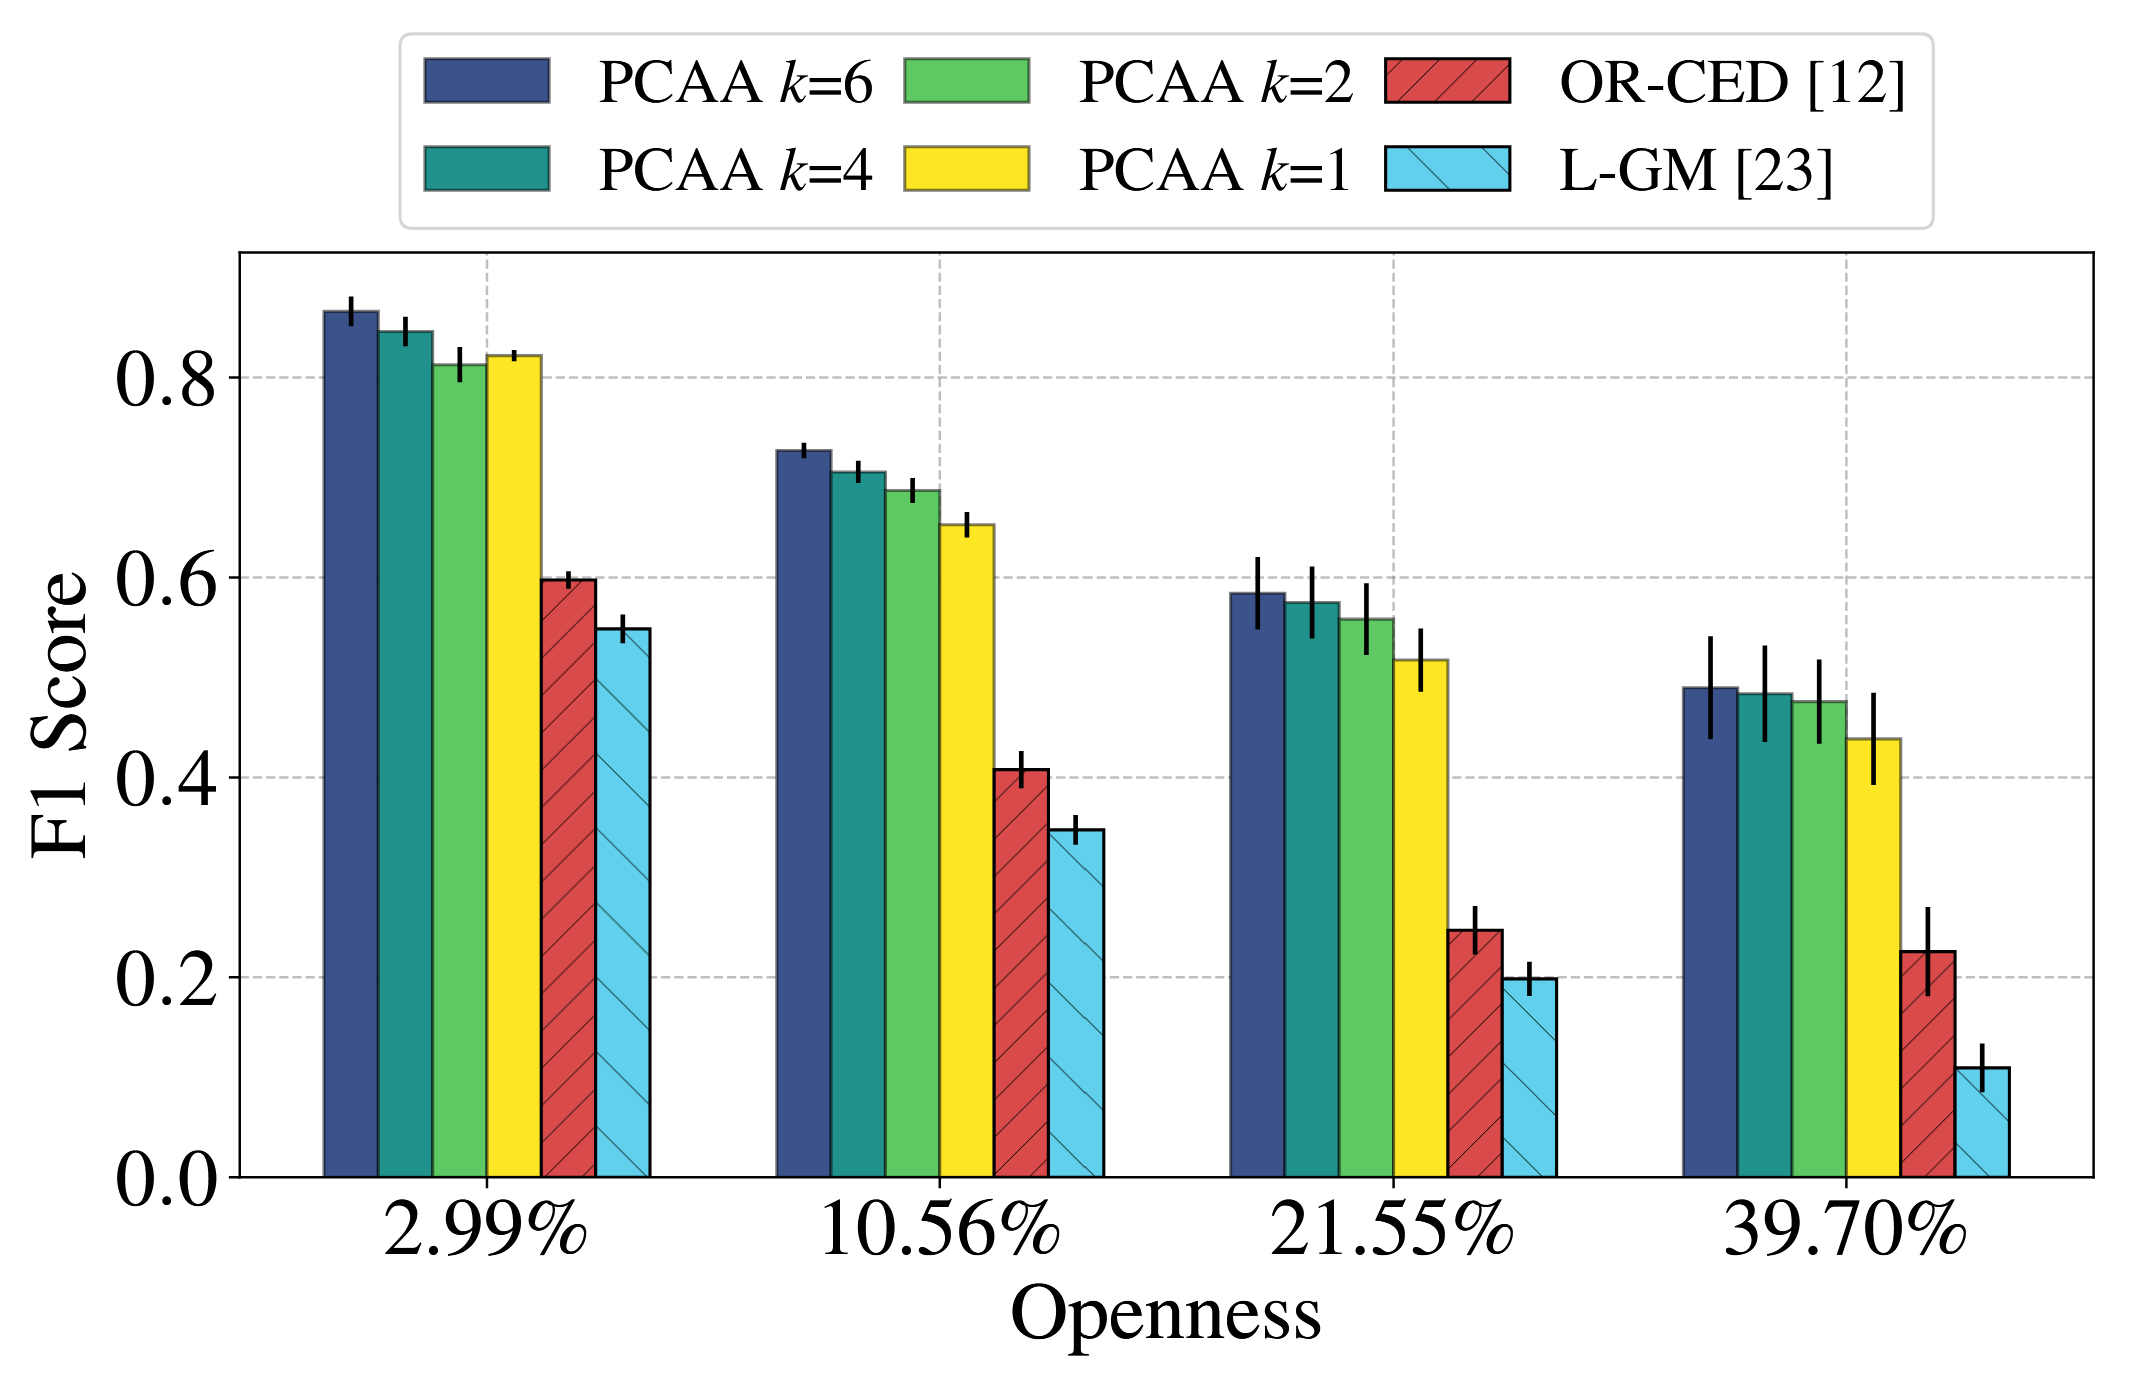 PCAA k=6 PCAA k=2 OR-CED [12]
PCAA k=4 PCAA k=1 L-GM [23]
F1 Score
0.8
0.6
0.4
0.2
0.0
2.99% 10.56% 21.55% 39.70%
Openness